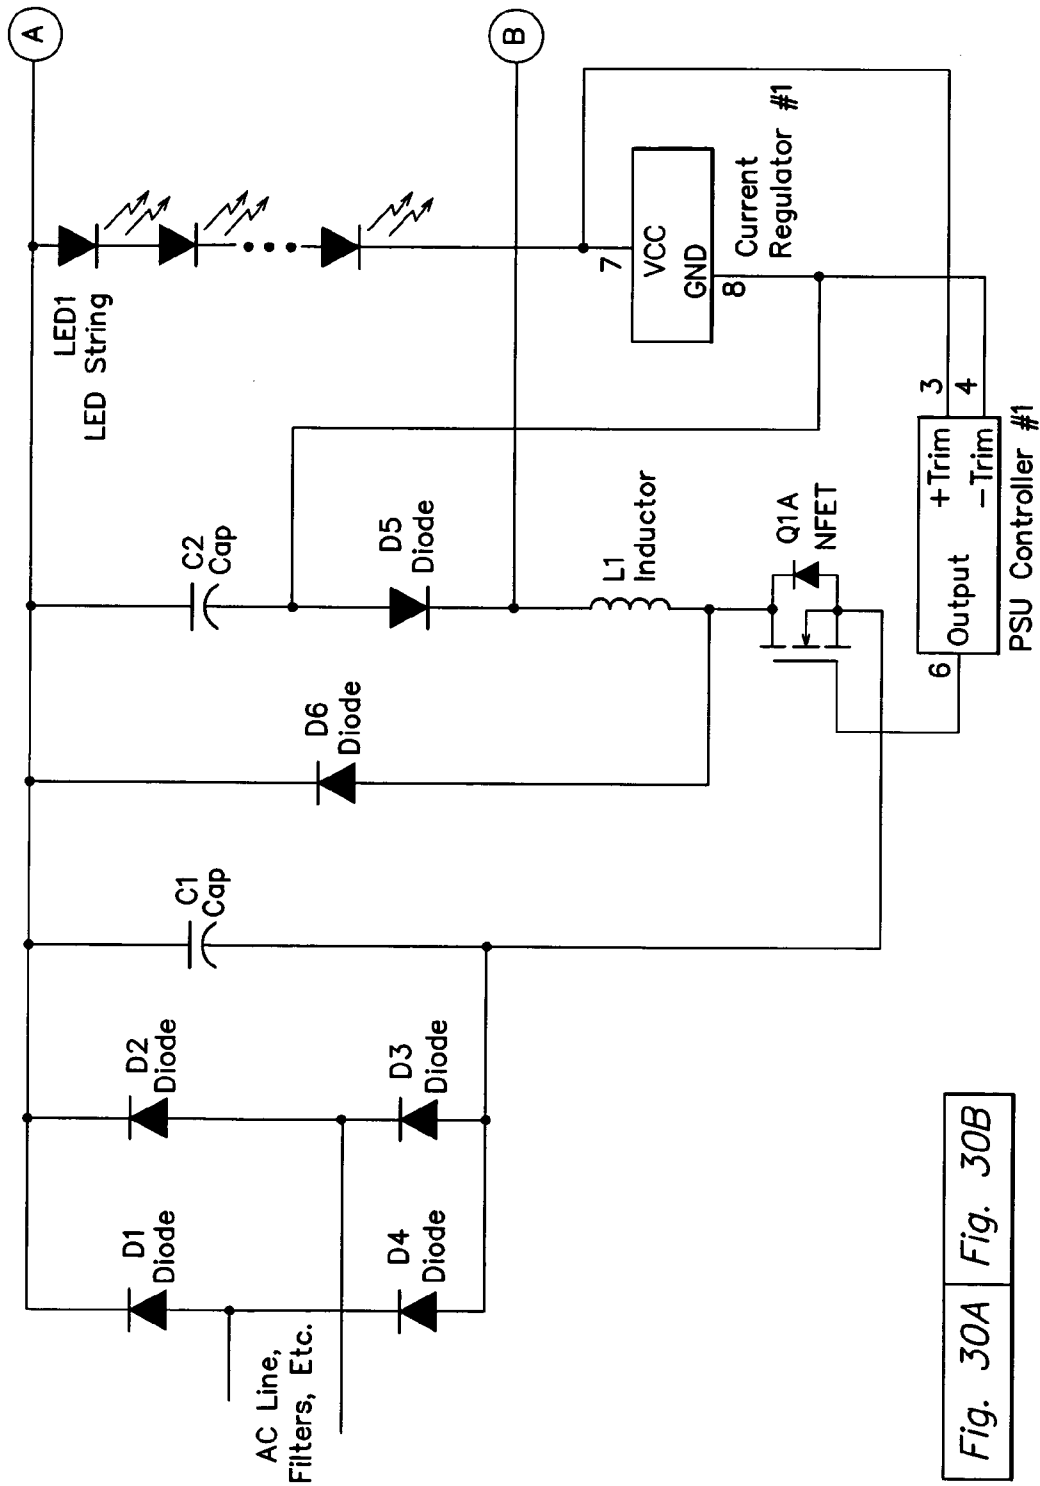 A
B
LED1
LED String
C2
Cap
D5
Diode
L1
Inductor
Q1A
NFET
D6
Diode
C1
Cap
D2
Diode
D3
Diode
D1
Diode
D4
Diode
AC Line,
Filters, Etc.
7
VCC
GND
8
Current
Regulator #1
3
4
+Trim
-Trim
Output
6
PSU Controller #1
Fig. 30A Fig. 30B